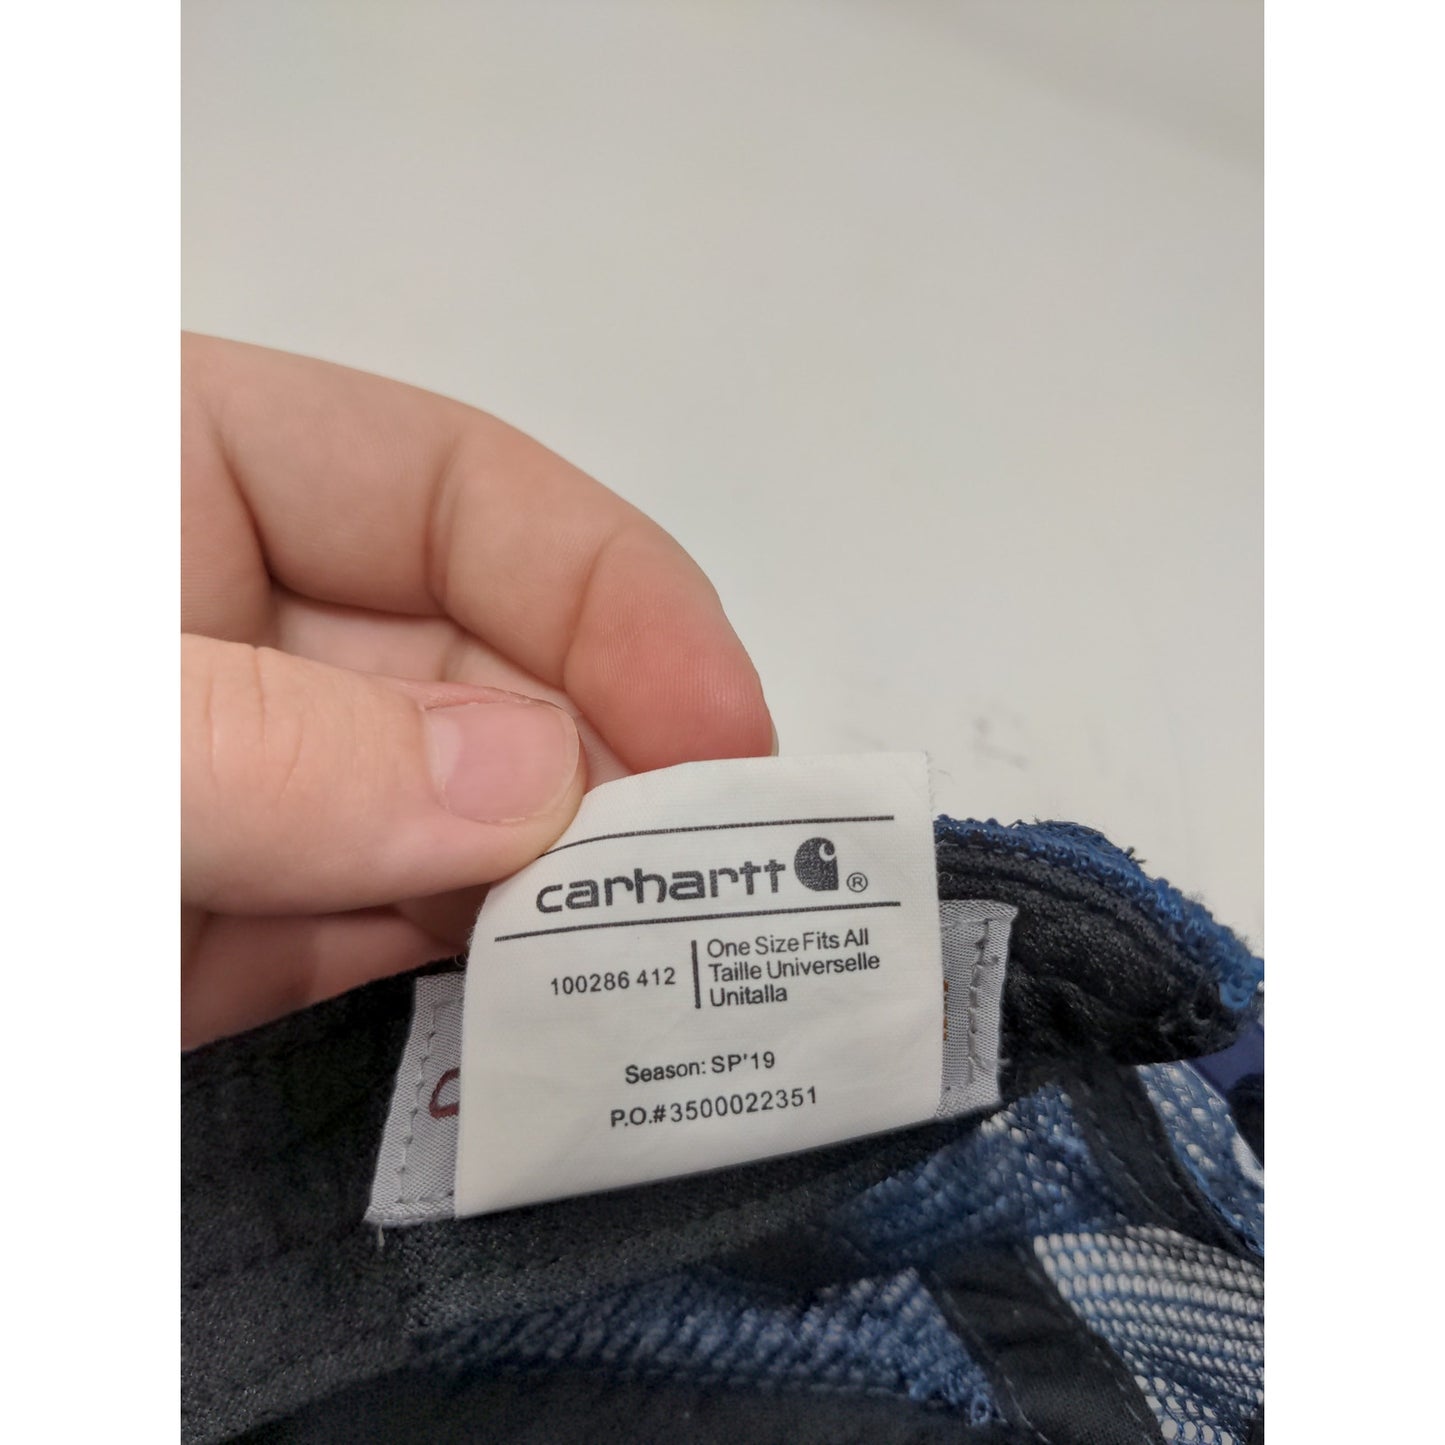 carhartt ®
100286 412
One Size Fits All
Taille Universelle
Unitalla
Season: SP'19
P.O.#3500022351